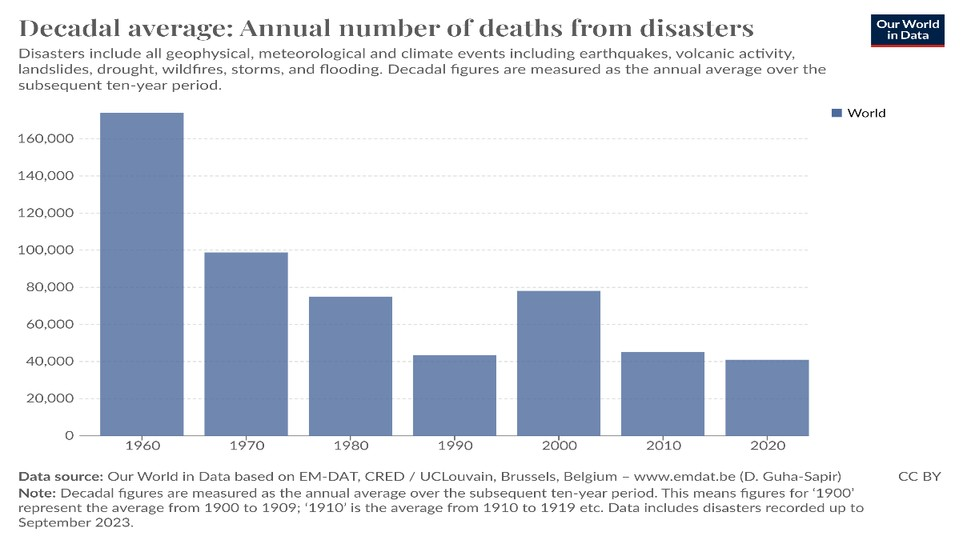 Decadal average: Annual number of deaths from disasters
Our World
in Data
Disasters include all geophysical, meteorological and climate events including earthquakes, volcanic activity,
landslides, drought, wildfires, storms, and flooding. Decadal figures are measured as the annual average over the
subsequent ten-year period.
World
160,000
140,000
120,000
100,000
80,000
60,000
40,000
20,000
0
1960 1970 1980 1990 2000 2010 2020
Data source: Our World in Data based on EM-DAT, CRED / UCLouvain, Brussels, Belgium – www.emdat.be (D. Guha-Sapir) CC BY
Note: Decadal figures are measured as the annual average over the subsequent ten-year period. This means figures for ‘1900’
represent the average from 1900 to 1909; ‘1910’ is the average from 1910 to 1919 etc. Data includes disasters recorded up to
September 2023.